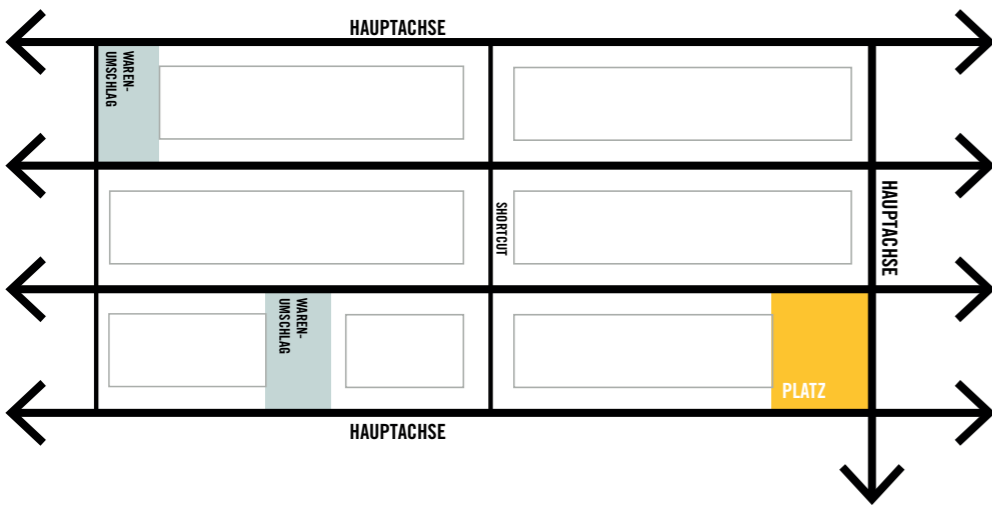 HAUPTACHSE
WAREN-
UMSCHLAG
SHORTCUT
HAUPTACHSE
WAREN-
UMSCHLAG
PLATZ
HAUPTACHSE